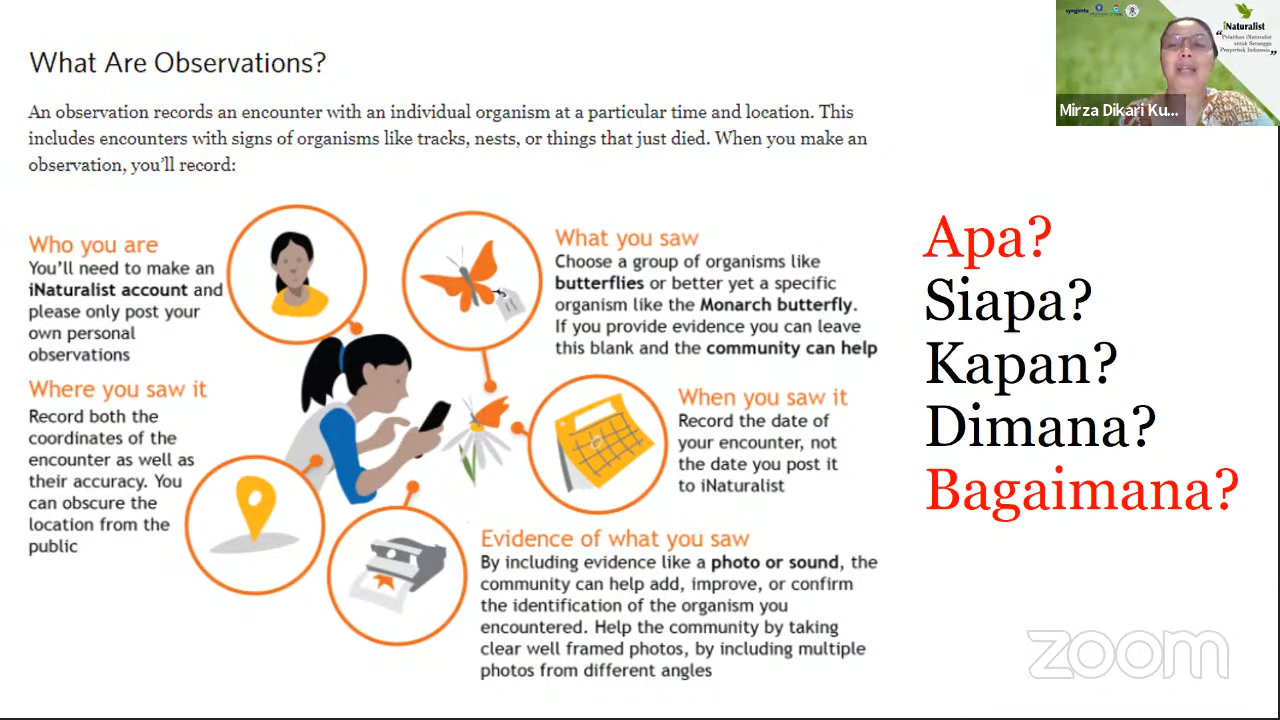 What Are Observations?
An observation records an encounter with an individual organism at a particular time and location. This
includes encounters with signs of organisms like tracks, nests, or things that just died. When you make an
observation, you'll record:
Who you are
You'll need to make an
iNaturalist account and
please only post your
own personal
observations
Where you saw it
Record both the
coordinates of the
encounter as well as
their accuracy. You
can obscure the
location from the
public
What you saw
Choose a group of organisms like
butterflies or better yet a specific
organism like the Monarch butterfly.
If you provide evidence you can leave
this blank and the community can help
When you saw it
Record the date of
your encounter, not
the date you post it
to iNaturalist
Evidence of what you saw
By including evidence like a photo or sound, the
community can help add, improve, or confirm
the identification of the organism you
encountered. Help the community by taking
clear well framed photos, by including multiple
photos from different angles
Apa?
Siapa?
Kapan?
Dimana?
Bagaimana?
syngenta
iNaturalist
"Pelatihan iNaturalist
untuk Serangga
Penyerbuk Indonesia"
Mirza Dikari Ku...
zoom